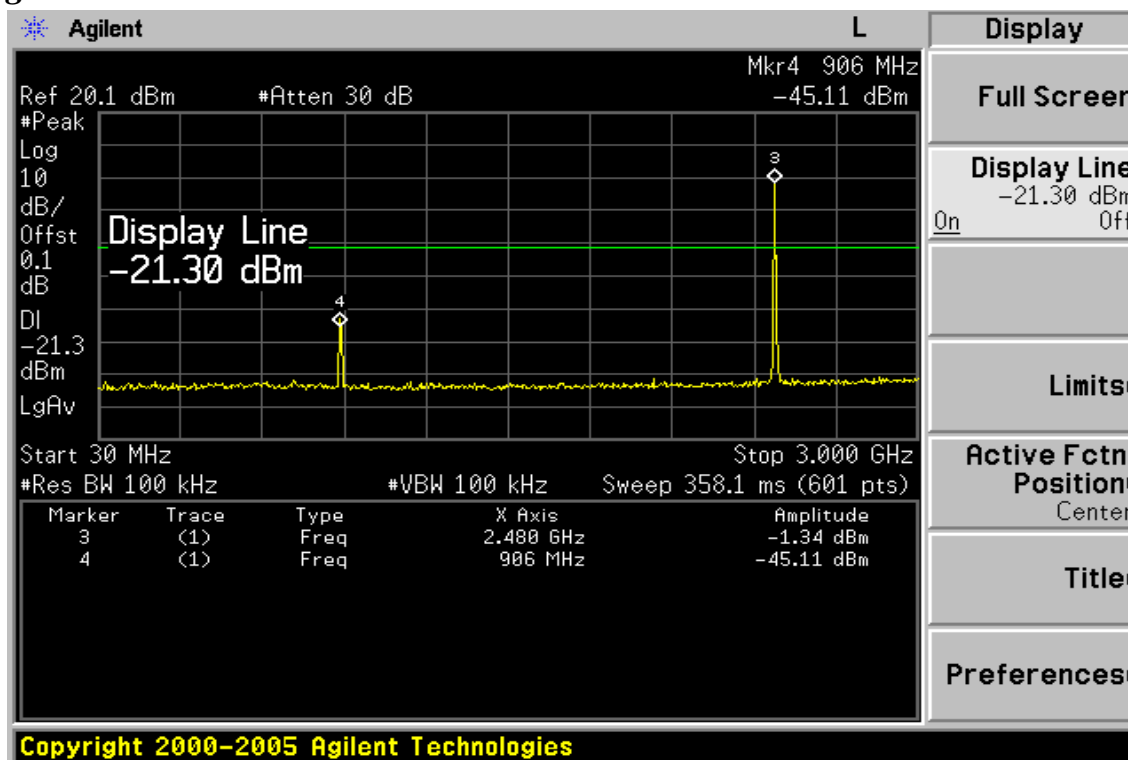 Agilent L Display
Mkr4 906 MHz
Ref 20.1 dBm #Atten 30 dB -45.11 dBm
#Peak
Log
10
dB/
Offst
0.1
dB
DI
-21.3
dBm
LgAv
3
4
Display Line
-21.30 dBm
Start 30 MHz Stop 3.000 GHz
#Res BW 100 kHz #VBW 100 kHz Sweep 358.1 ms (601 pts)
Marker Trace Type X Axis Amplitude
3 (1) Freq 2.480 GHz -1.34 dBm
4 (1) Freq 906 MHz -45.11 dBm
Full Screen
Display Line
-21.30 dBm
On Off
Limits
Active Fctn
Position
Center
Title
Preferences
Copyright 2000-2005 Agilent Technologies